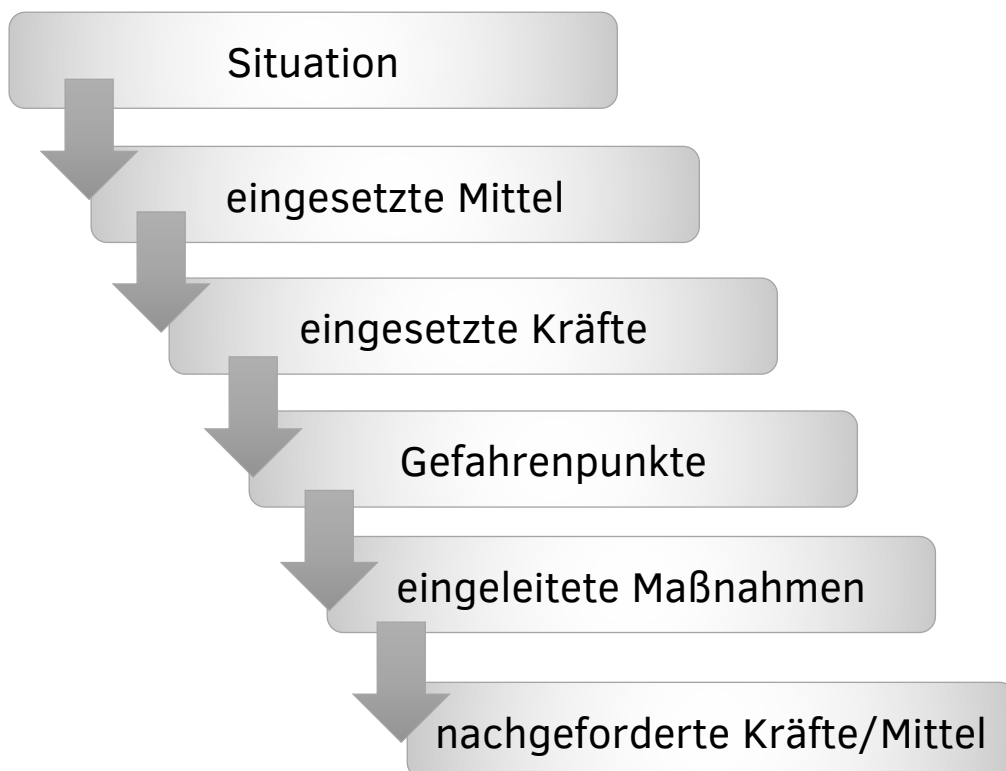 Situation
eingesetzte Mittel
eingesetzte Kräfte
Gefahrenpunkte
eingeleitete Maßnahmen
nachgeforderte Kräfte/Mittel